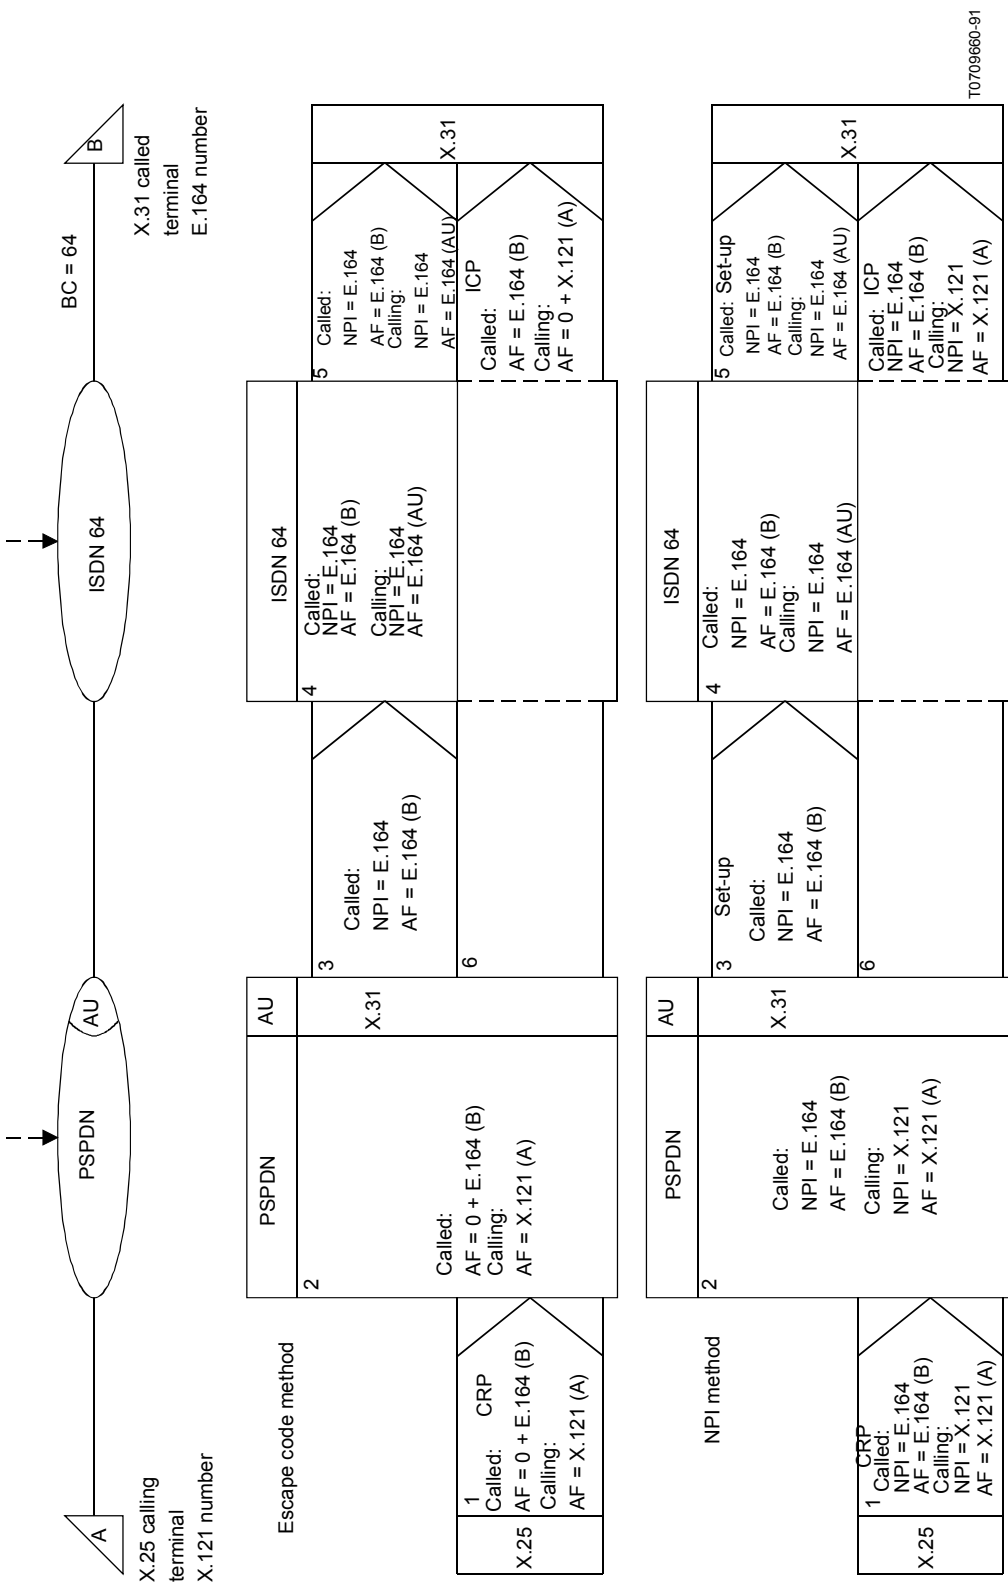 A
X.25 calling
terminal
X.121 number
PSPDN
AU
ISDN 64
BC = 64
B
X.31 called
terminal
E.164 number
Escape code method
X.25
1
CRP
Called:
AF = 0 + E.164 (B)
Calling:
AF = X.121 (A)
PSPDN
AU
2
Called:
AF = 0 + E.164 (B)
Calling:
AF = X.121 (A)
X.31
3
Called:
NPI = E.164
AF = E.164 (B)
6
ISDN 64
4
Called:
NPI = E.164
AF = E.164 (B)
Calling:
NPI = E.164
AF = E.164 (AU)
5
Called:
NPI = E.164
AF = E.164 (B)
Calling:
NPI = E.164
AF = E.164 (AU)
ICP
Called:
AF = E.164 (B)
Calling:
AF = 0 + X.121 (A)
X.31
NPI method
X.25
1
CRP
Called:
NPI = E.164
AF = E.164 (B)
Calling:
NPI = X.121
AF = X.121 (A)
PSPDN
AU
2
Called:
NPI = E.164
AF = E.164 (B)
Calling:
NPI = X.121
AF = X.121 (A)
X.31
3
Set-up
Called:
NPI = E.164
AF = E.164 (B)
6
ISDN 64
4
Called:
NPI = E.164
AF = E.164 (B)
Calling:
NPI = E.164
AF = E.164 (AU)
5
Called: Set-up
NPI = E.164
AF = E.164 (B)
Calling:
NPI = E.164
AF = E.164 (AU)
Called: ICP
NPI = E.164
AF = E.164 (B)
Calling:
NPI = X.121
AF = X.121 (A)
X.31
T0709660-91